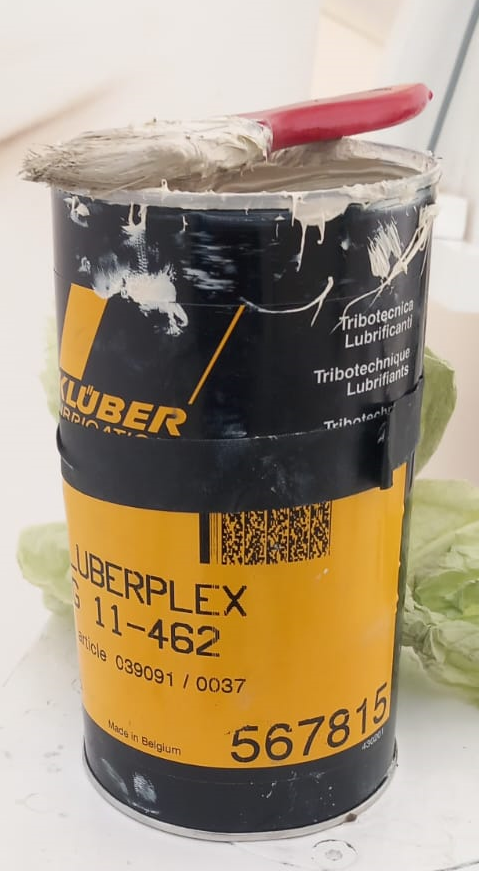 Tribotecnica
Lubrificanti
Tribotechnique
Lubrifiants
KLÜBER
LUBERPLEX
11-462
article 039091 / 0037
567815
Made in Belgium